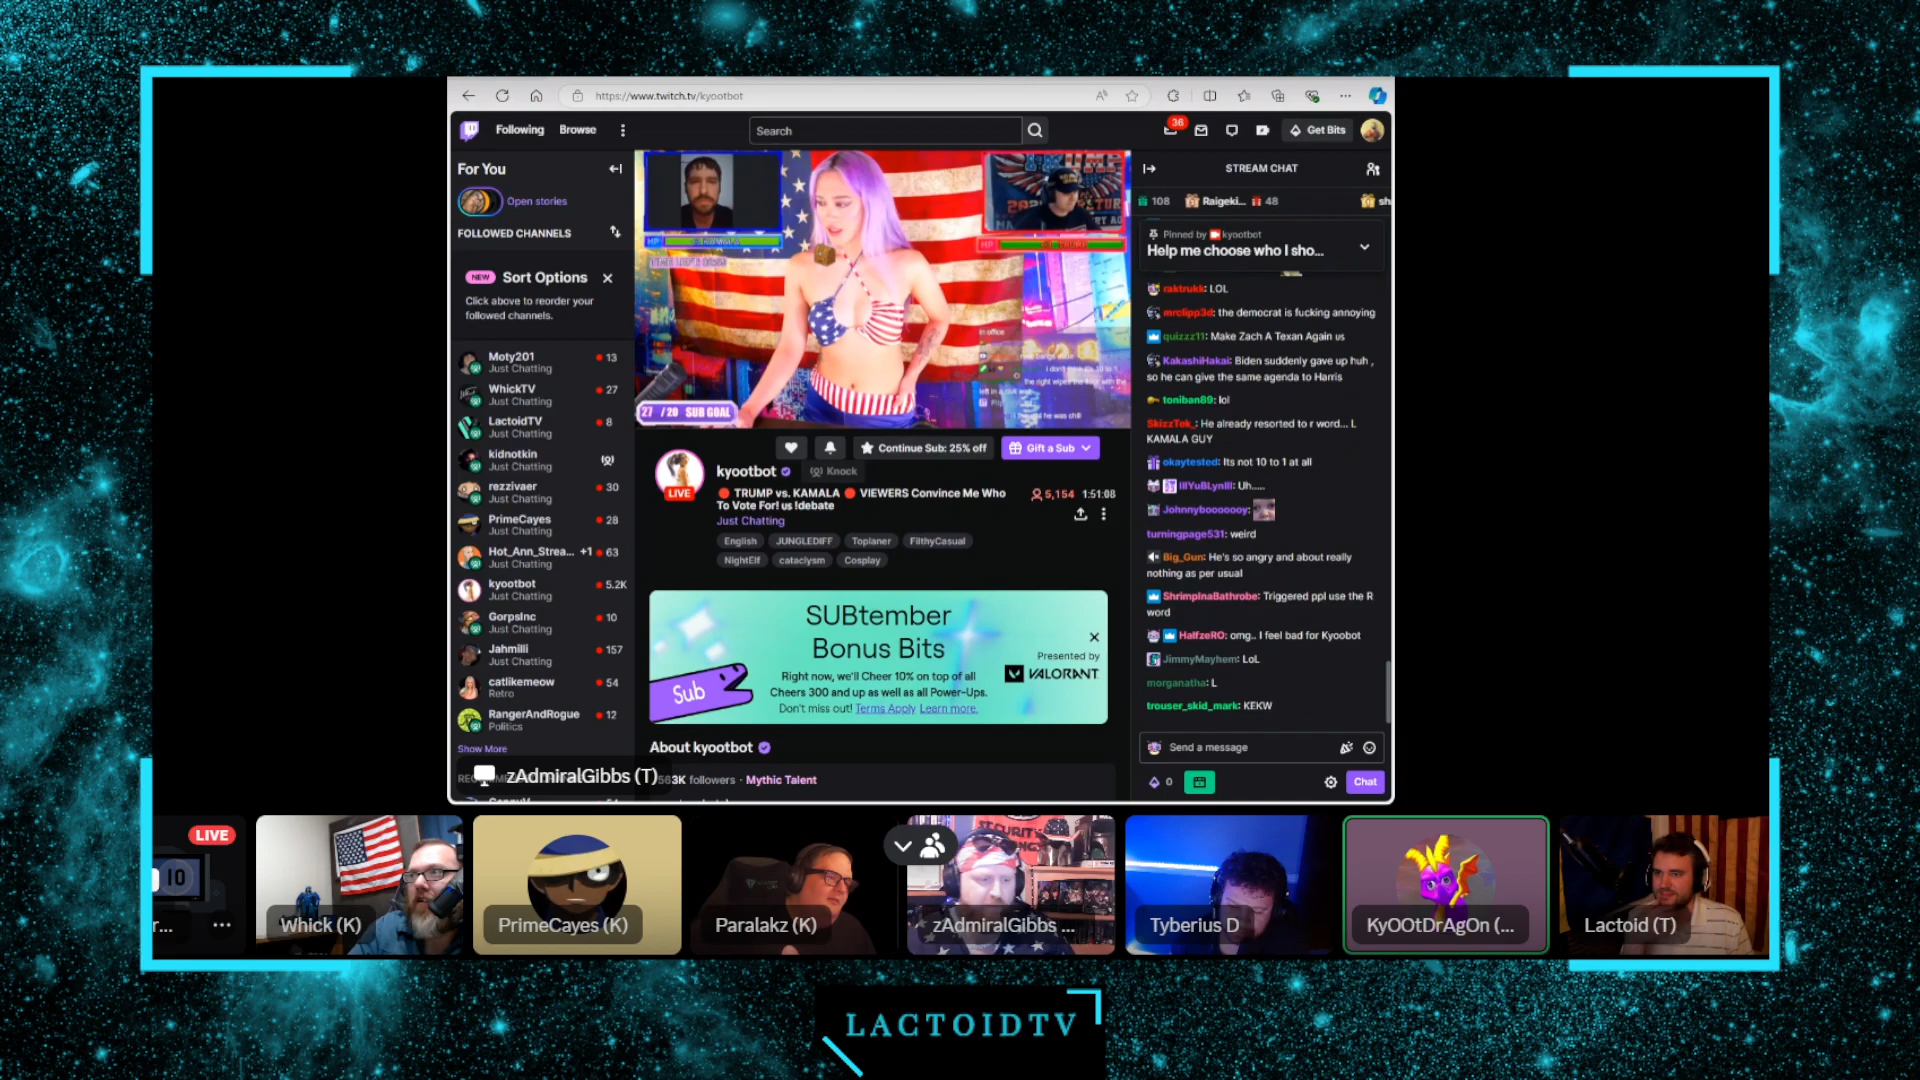 https://www.twitch.tv/kyootbot
Following
Browse
Search
36
Get Bits
For You
Open stories
FOLLOWED CHANNELS
NEW Sort Options
Click above to reorder your
followed channels.
Moty201
13
Just Chatting
WhickTV
27
Just Chatting
LactoidTV
8
Just Chatting
kidnotkin
Just Chatting
rezzivaer
30
Just Chatting
PrimeCayes
28
Just Chatting
Hot_Ann_Strea... +1
63
Just Chatting
kyootbot
5.2K
Just Chatting
GorpsInc
10
Just Chatting
Jahmilli
157
Just Chatting
catlikemeow
54
Retro
RangerAndRogue
12
Politics
Show More
HP
HP
in office
27 / 20 SUB GOAL
Continue Sub: 25% off
Gift a Sub
LIVE
kyootbot
Knock
TRUMP vs. KAMALA VIEWERS Convince Me Who
To Vote For! us !debate
5,154
1:51:08
Just Chatting
English
JUNGLEDIFF
Toplaner
FilthyCasual
NightElf
cataclysm
Cosplay
SUBtember
Bonus Bits
Sub
Right now, we'll Cheer 10% on top of all
Cheers 300 and up as well as all Power-Ups.
Don't miss out! Terms Apply Learn more.
Presented by
VALORANT
About kyootbot
3K followers · Mythic Talent
STREAM CHAT
108
Raigeki...
48
sh
Pinned by kyootbot
Help me choose who I sho...
raktrukk: LOL
mrclipp3d: the democrat is fucking annoying
quizzz11: Make Zach A Texan Again us
KakashiHakai: Biden suddenly gave up huh ,
so he can give the same agenda to Harris
toniban89: lol
SkizzTek_: He already resorted to r word... L
KAMALA GUY
okaytested: Its not 10 to 1 at all
IIIYuBLynIII: Uh.....
Johnnybooooooy:
turningpage531: weird
Big_Gun: He's so angry and about really
nothing as per usual
ShrimpInaBathrobe: Triggered ppl use the R
word
HalfzeRO: omg.. I feel bad for Kyoobot
JimmyMayhem: LoL
morganatha: L
trouser_skid_mark: KEKW
Send a message
0
Chat
zAdmiralGibbs (T)
LIVE
10
r...
Whick (K)
PrimeCayes (K)
Paralakz (K)
zAdmiralGibbs ...
Tyberius D
KyOOtDrAgOn (...
Lactoid (T)
LACTOIDTV